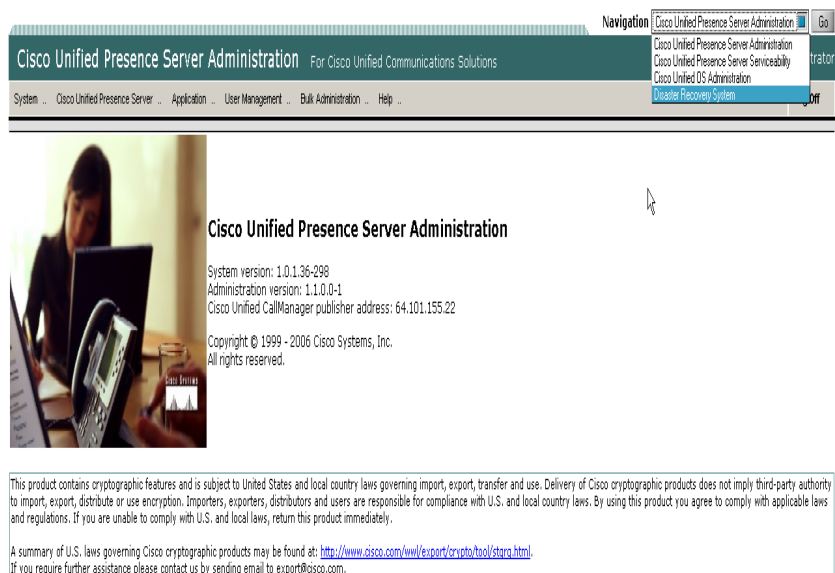 Navigation Cisco Unified Presence Server Administration Go
Cisco Unified Presence Server Administration
Cisco Unified Presence Server Serviceability
Cisco Unified OS Administration
Disaster Recovery System
Cisco Unified Presence Server Administration For Cisco Unified Communications Solutions
System .. Cisco Unified Presence Server .. Application .. User Management .. Bulk Administration .. Help .. Off
Cisco Unified Presence Server Administration
System version: 1.0.1.36-298
Administration version: 1.1.0.0-1
Cisco Unified CallManager publisher address: 64.101.155.22
Copyright © 1999 - 2006 Cisco Systems, Inc.
All rights reserved.
CISCO SYSTEMS
This product contains cryptographic features and is subject to United States and local country laws governing import, export, transfer and use. Delivery of Cisco cryptographic products does not imply third-party authority
to import, export, distribute or use encryption. Importers, exporters, distributors and users are responsible for compliance with U.S. and local country laws. By using this product you agree to comply with applicable laws
and regulations. If you are unable to comply with U.S. and local laws, return this product immediately.
A summary of U.S. laws governing Cisco cryptographic products may be found at: http://www.cisco.com/wwl/export/crypto/tool/stqrg.html.
If you require further assistance please contact us by sending email to export@cisco.com.